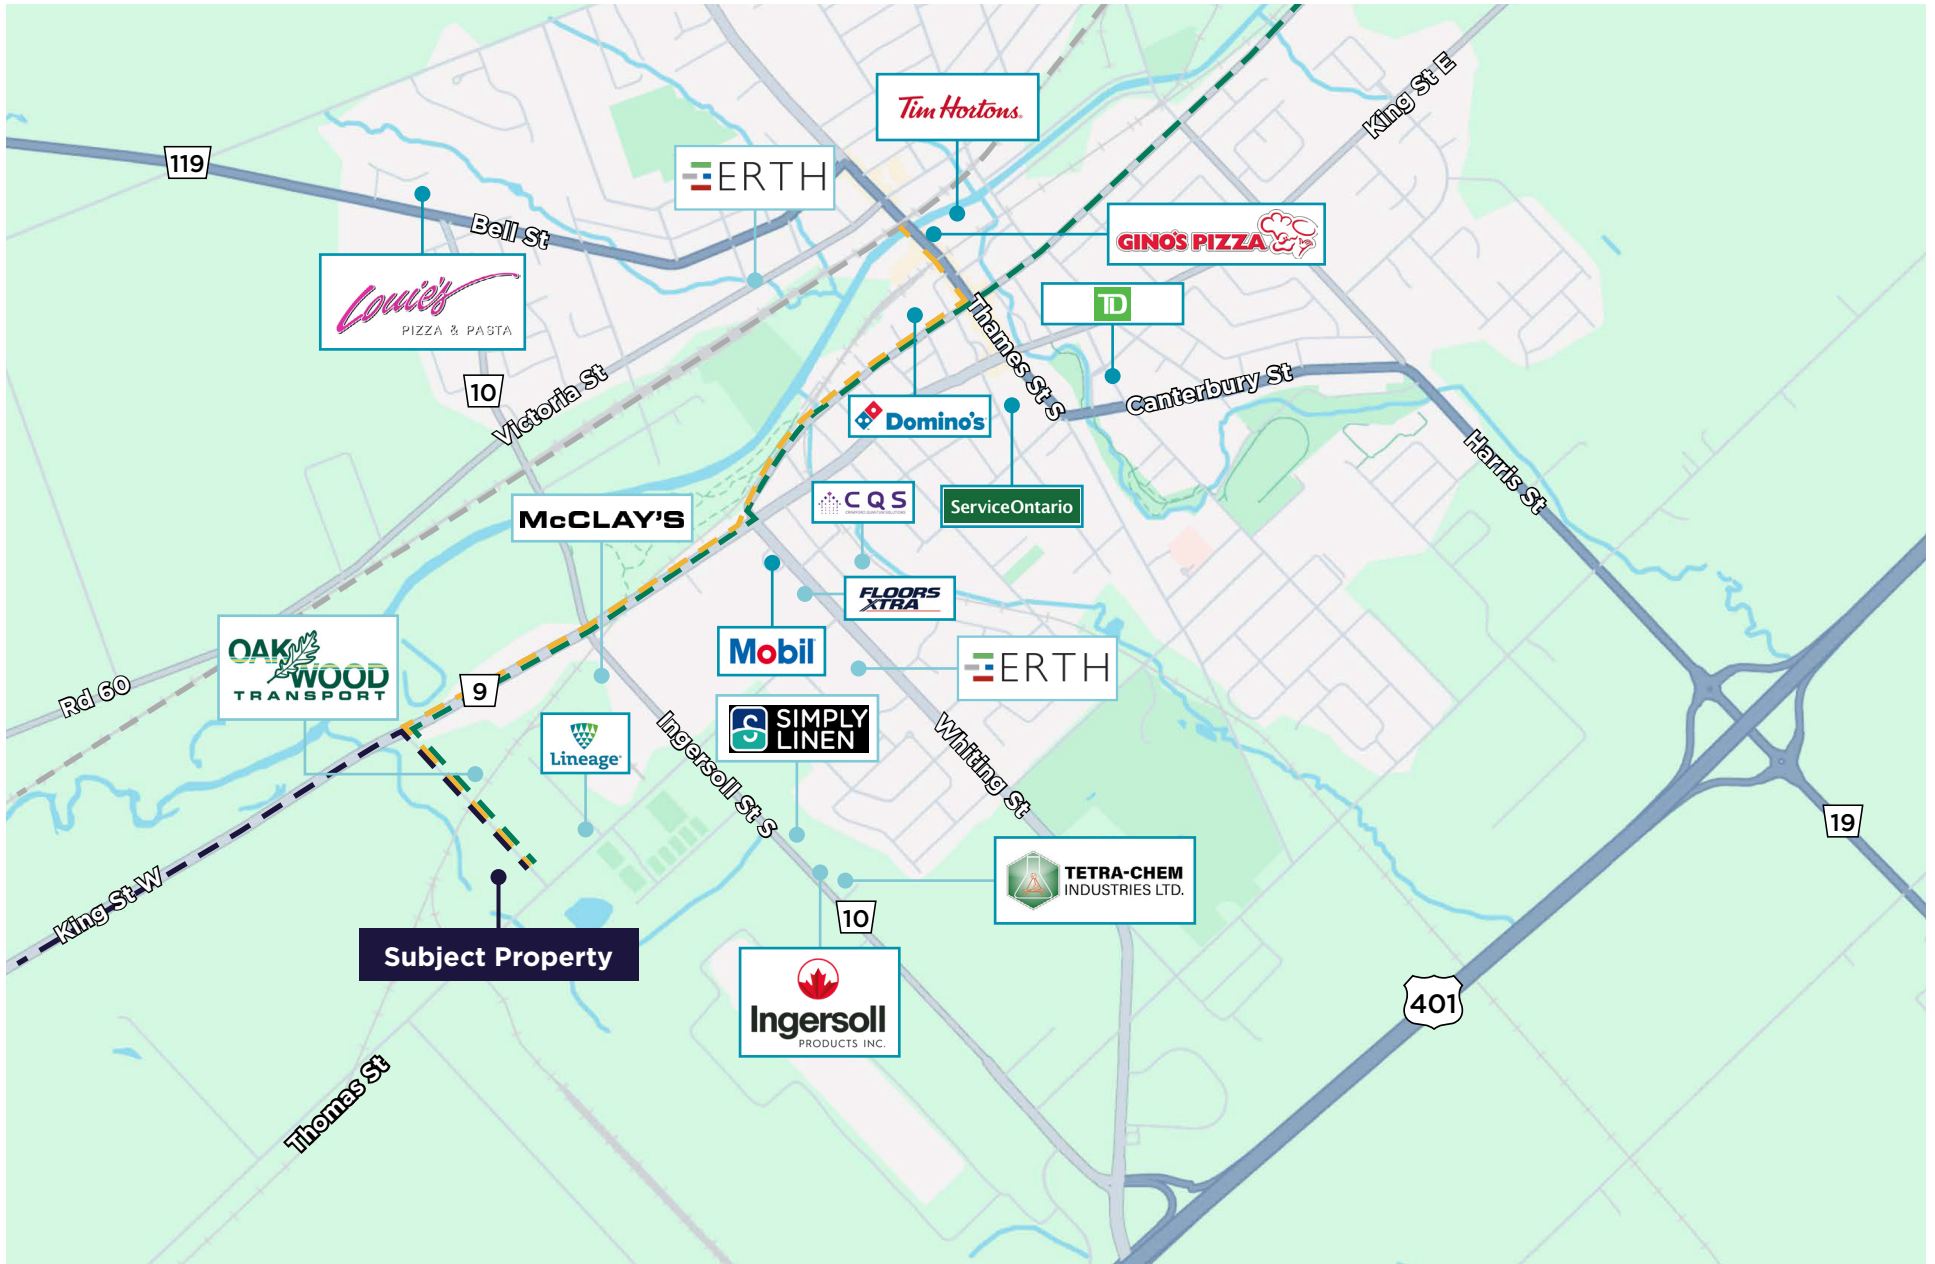 Tim Hortons.
King St E
119
ERTH
GINO'S PIZZA
Bell St
Louie's
PIZZA & PASTA
TD
Thames St S
10
Victoria St
Canterbury St
Domino's
Harris St
McCLAY'S
CQS
ServiceOntario
FLOORS
XTRA
OAK
WOOD
TRANSPORT
Mobil
ERTH
Rd 60
9
SIMPLY
LINEN
Lineage
Ingersoll St S
Whiting St
19
TETRA-CHEM
INDUSTRIES LTD.
King St W
10
Subject Property
401
Ingersoll
PRODUCTS INC.
Thomas St